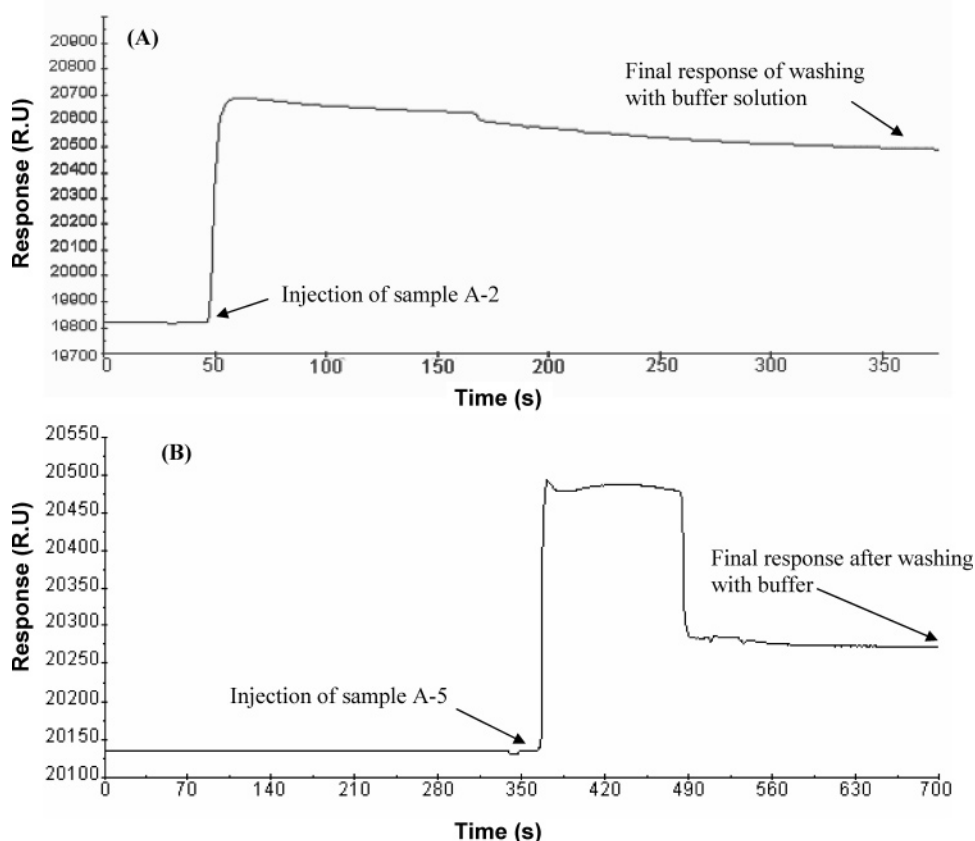 (A)
20900
20800
20700
20600
20500
20400
20300
20200
20100
20000
19900
19800
19700
Response (R.U)
Final response of washing
with buffer solution
Injection of sample A-2
0 50 100 150 200 250 300 350
Time (s)
(B)
20550
20500
20450
20400
20350
20300
20250
20200
20150
20100
Response (R.U)
Final response after washing
with buffer
Injection of sample A-5
0 70 140 210 280 350 420 490 560 630 700
Time (s)